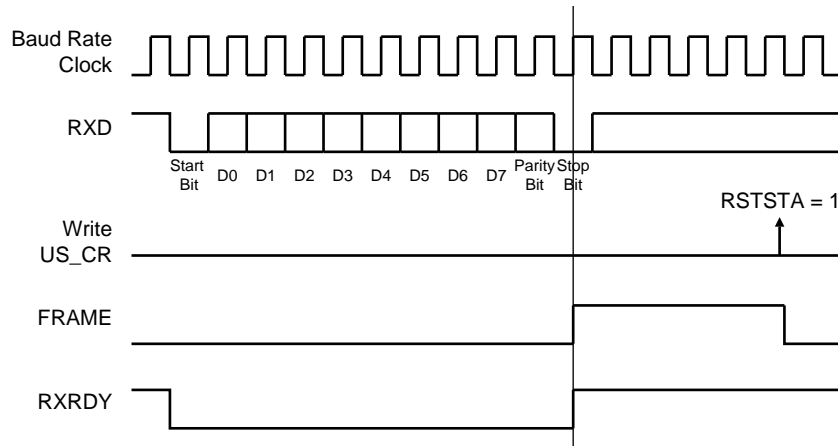 Baud Rate
Clock
RXD
Start
Bit
D0 D1 D2 D3 D4 D5 D6 D7
Parity
Bit
Stop
Bit
RSTSTA = 1
Write
US_CR
FRAME
RXRDY